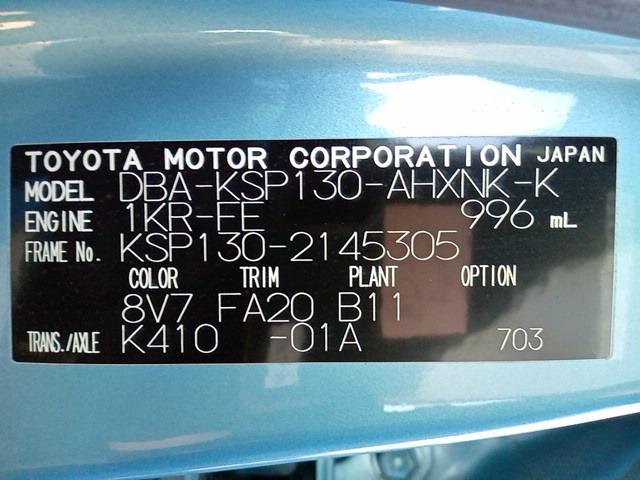 TOYOTA MOTOR CORPORATION JAPAN
MODEL DBA-KSP130-AHXNK-K
ENGINE 1KR-FE 996 mL
FRAME No. KSP130-2145305
COLOR TRIM PLANT OPTION
8V7 FA20 B11
TRANS./AXLE K410 -01A 703